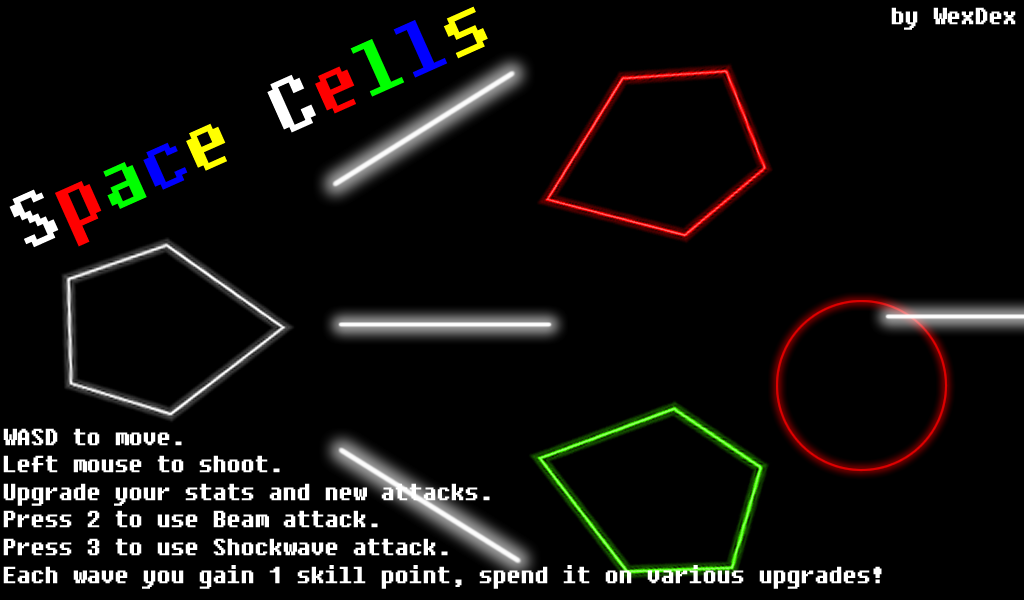 Space Cells
by WexDex
WASD to move.
Left mouse to shoot.
Upgrade your stats and new attacks.
Press 2 to use Beam attack.
Press 3 to use Shockwave attack.
Each wave you gain 1 skill point, spend it on various upgrades!